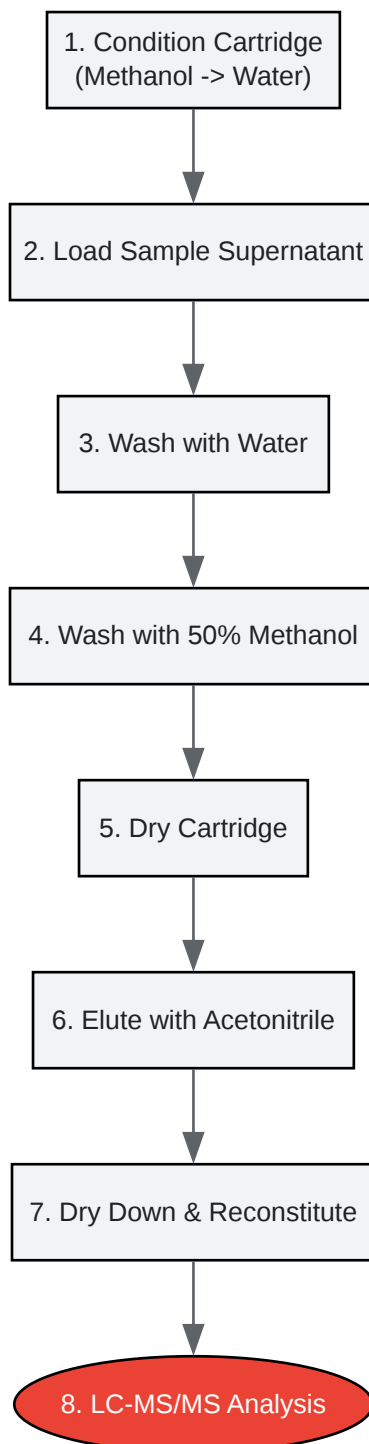 1. Condition Cartridge
(Methanol -> Water)
2. Load Sample Supernatant
3. Wash with Water
4. Wash with 50% Methanol
5. Dry Cartridge
6. Elute with Acetonitrile
7. Dry Down & Reconstitute
8. LC-MS/MS Analysis